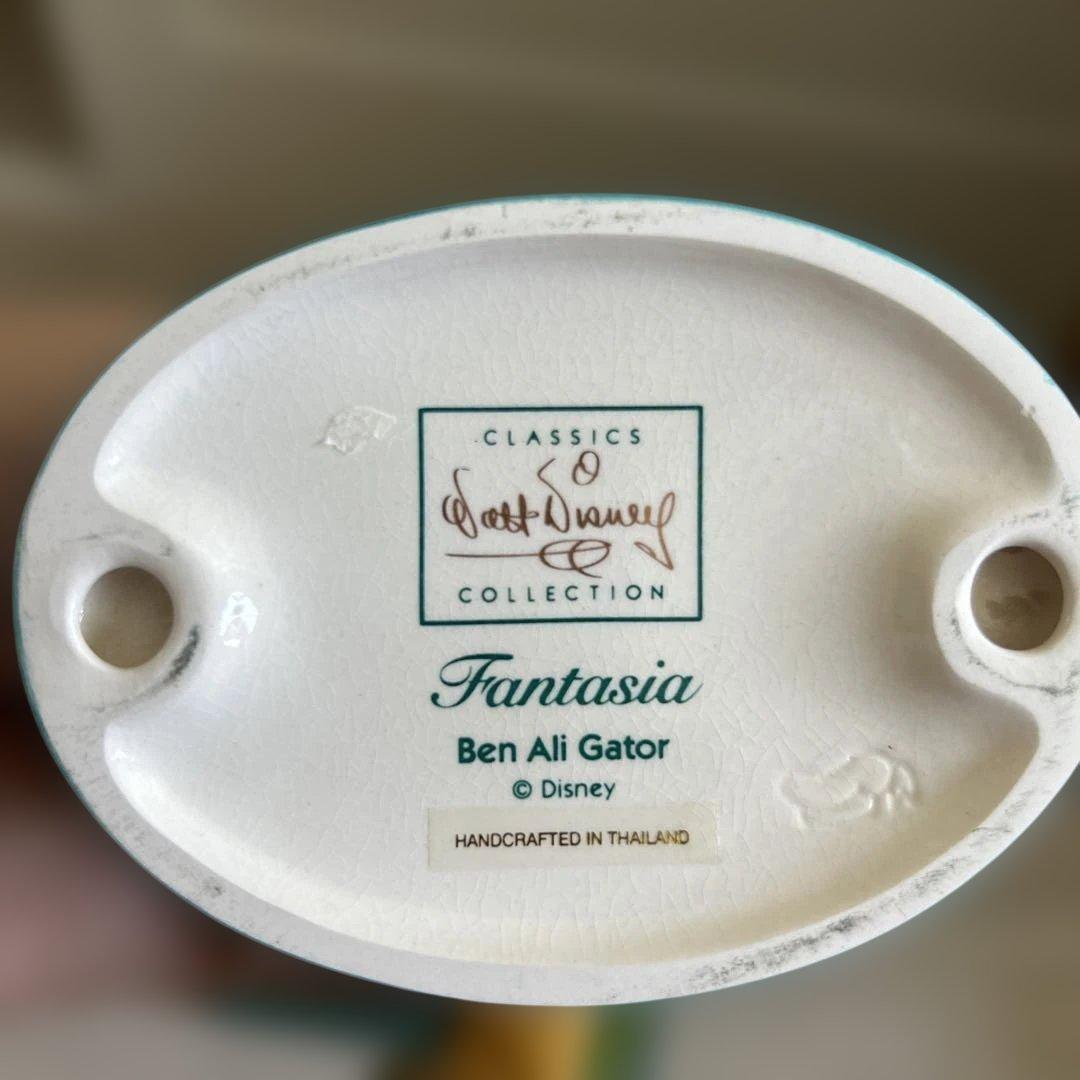 CLASSICS
Walt Disney
COLLECTION
Fantasia
Ben Ali Gator
© Disney
HANDCRAFTED IN THAILAND